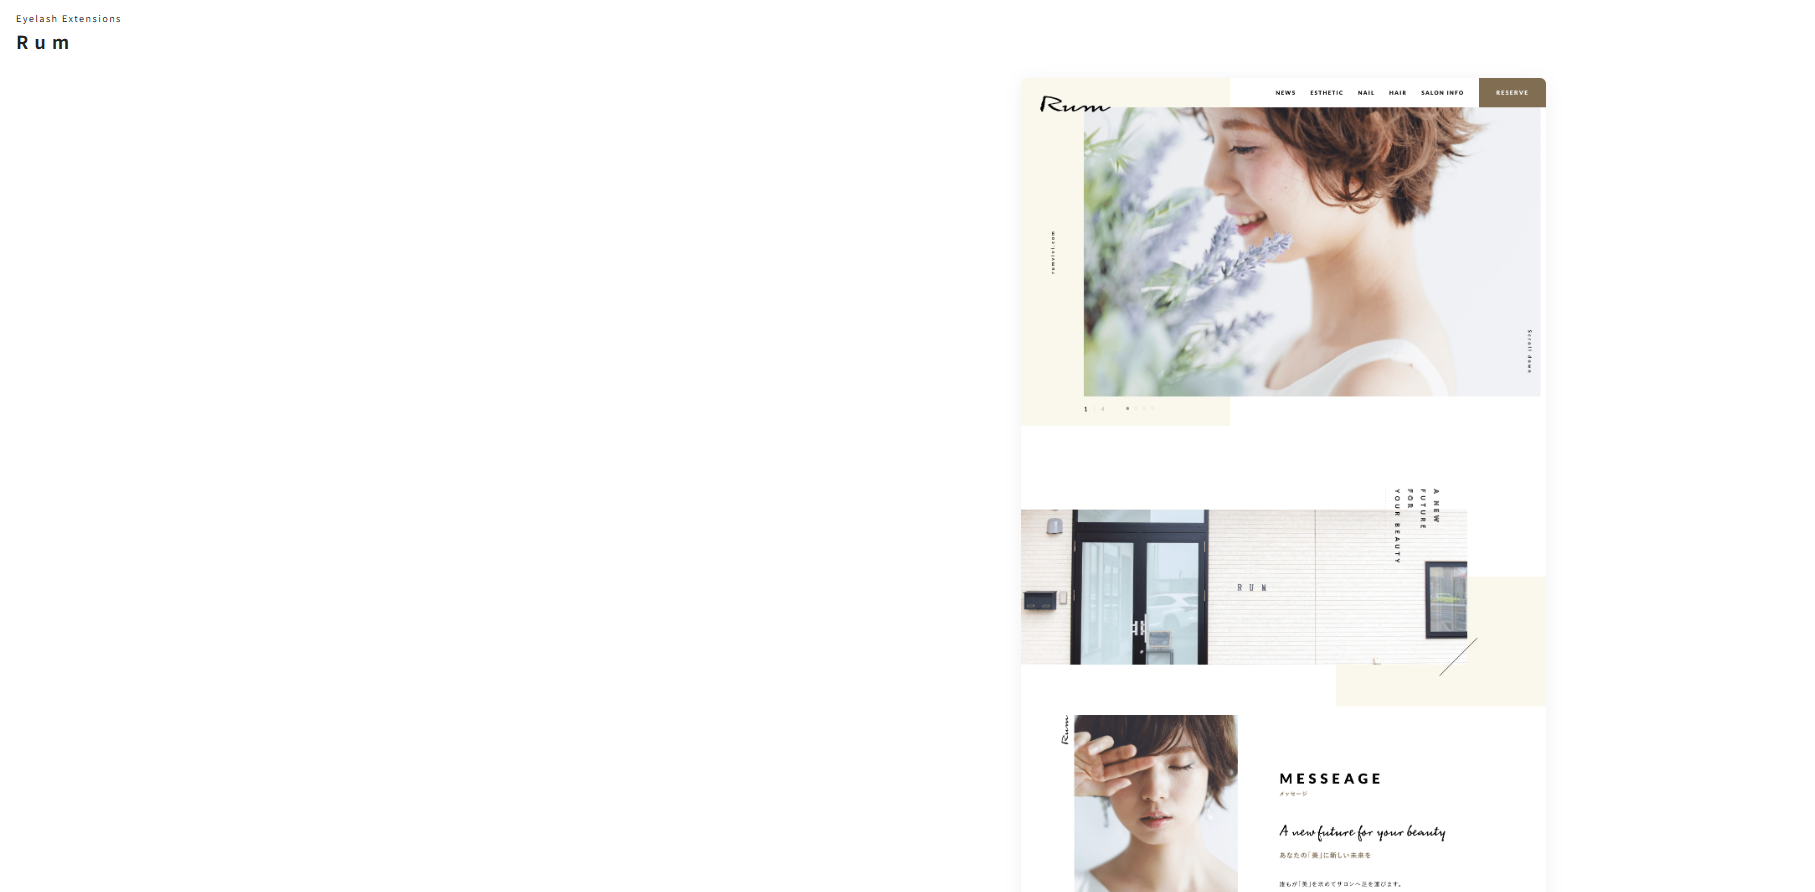 Eyelash Extensions
Rum
Rum
NEWS ESTHETIC NAIL HAIR SALON INFO RESERVE
rumviel.com
Scroll down
1 4
A NEW
FUTURE
FOR
YOUR BEAUTY
RUM
Rum
MESSEAGE
メッセージ
A new future for your beauty
あなたの「美」に新しい未来を
誰もが「美」を求めてサロンへ足を運びます。